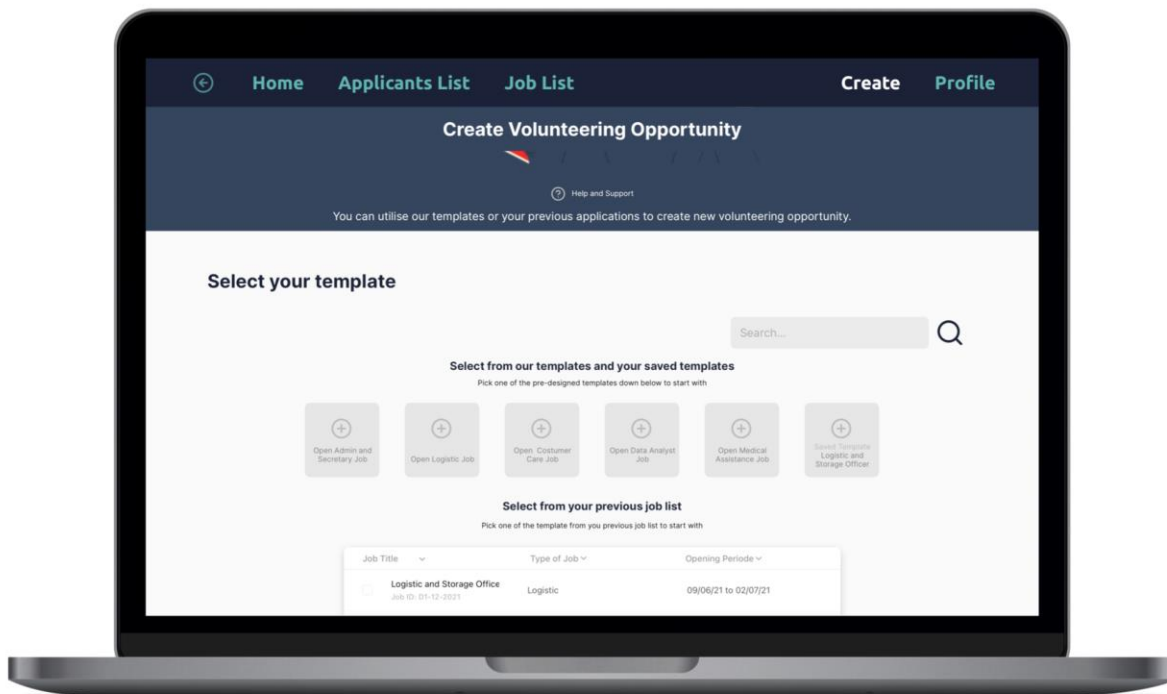 Home Applicants List Job List Create Profile
Create Volunteering Opportunity
Help and Support
You can utilise our templates or your previous applications to create new volunteering opportunity.
Select your template
Search...
Select from our templates and your saved templates
Pick one of the pre-designed templates down below to start with
Open Admin and
Secretary Job
Open Logistic Job
Open Costumer
Care Job
Open Data Analyst
Job
Open Medical
Assistance Job
Saved Template
Logistic and
Storage Officer
Select from your previous job list
Pick one of the template from you previous job list to start with
Job Title Type of Job Opening Periode
Logistic and Storage Office Logistic 09/06/21 to 02/07/21
Job ID: 01-12-2021